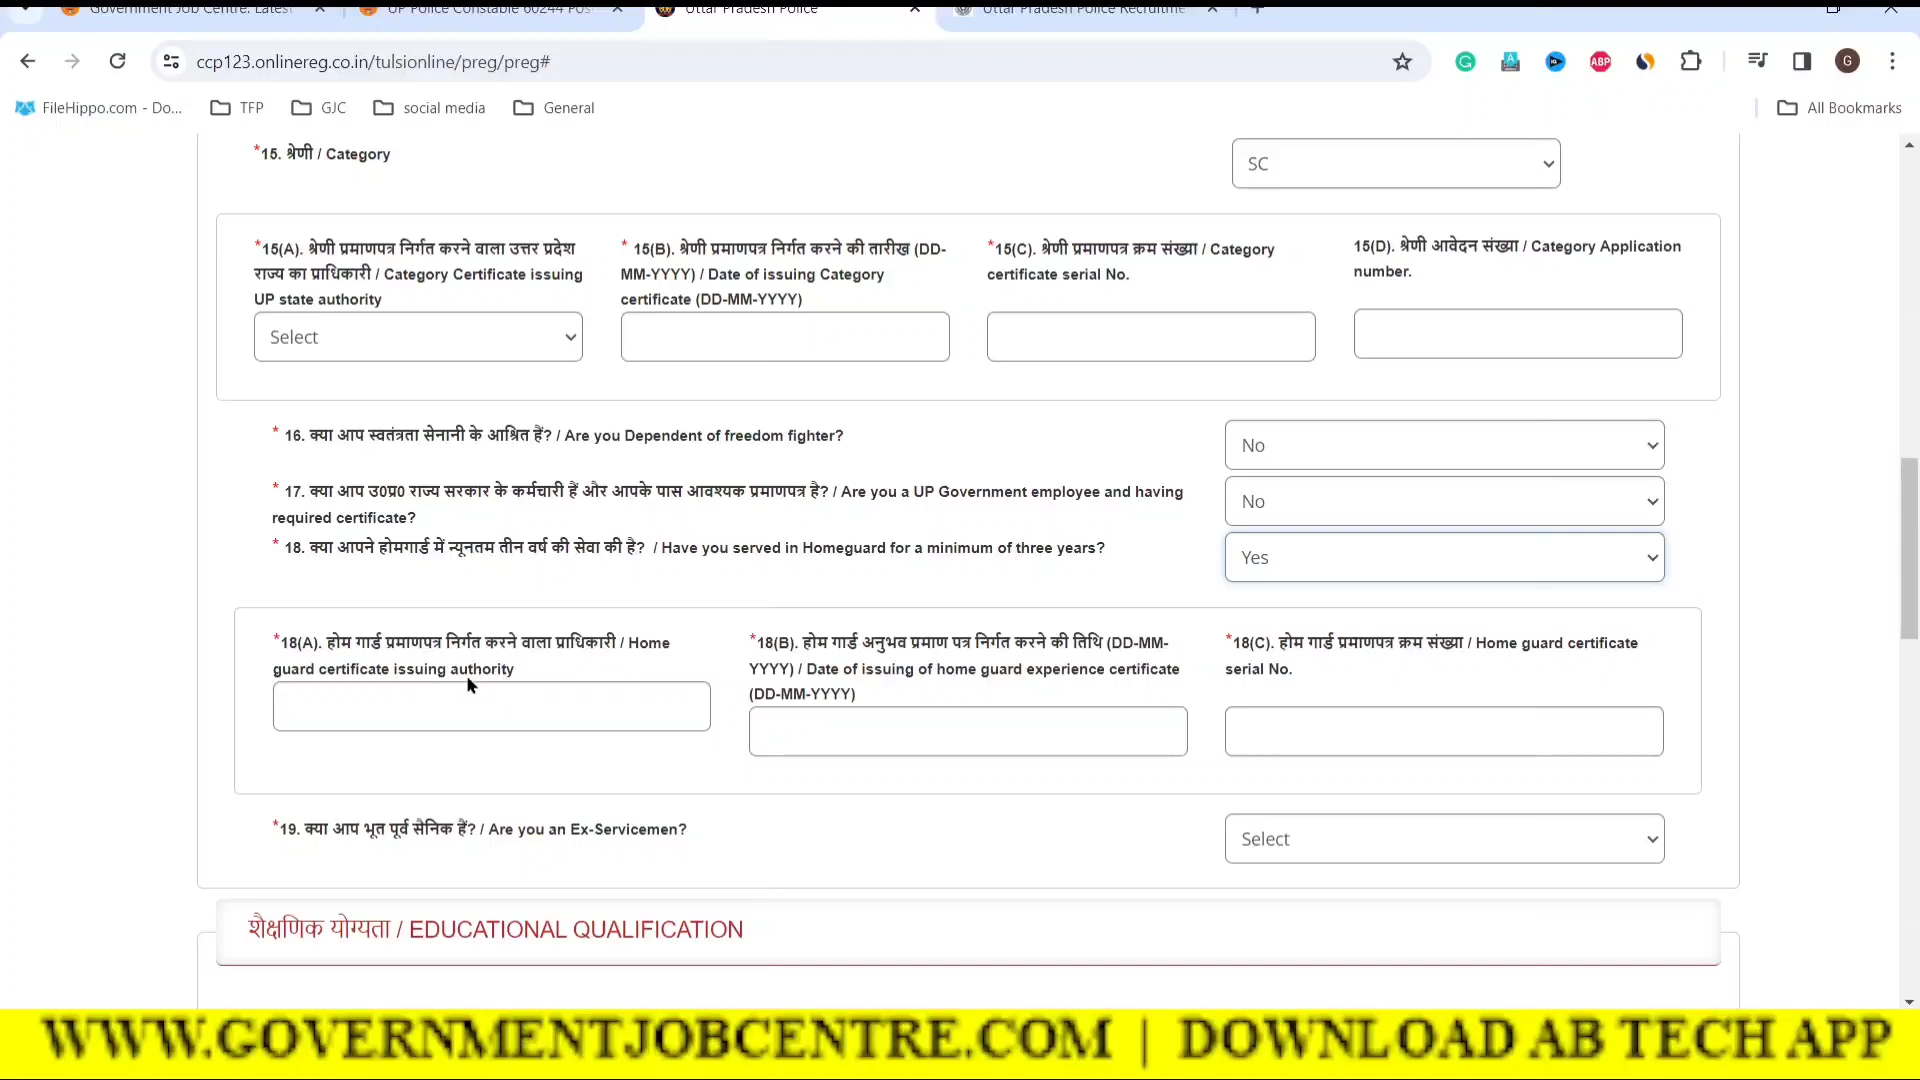 Government Job Centre: Latest
UP Police Constable 60244 Pos
Uttar Pradesh Police
Uttar Pradesh Police Recruitme
ccp123.onlinereg.co.in/tulsionline/preg/preg#
ABP
G
FileHippo.com - Do...
TFP
GJC
social media
General
All Bookmarks
*15. श्रेणी / Category
SC
*15(A). श्रेणी प्रमाणपत्र निर्गत करने वाला उत्तर प्रदेश
राज्य का प्राधिकारी / Category Certificate issuing
UP state authority
Select
* 15(B). श्रेणी प्रमाणपत्र निर्गत करने की तारीख (DD-
MM-YYYY) / Date of issuing Category
certificate (DD-MM-YYYY)
*15(C). श्रेणी प्रमाणपत्र क्रम संख्या / Category
certificate serial No.
15(D). श्रेणी आवेदन संख्या / Category Application
number.
* 16. क्या आप स्वतंत्रता सेनानी के आश्रित हैं? / Are you Dependent of freedom fighter?
No
* 17. क्या आप उ0प्र0 राज्य सरकार के कर्मचारी हैं और आपके पास आवश्यक प्रमाणपत्र है? / Are you a UP Government employee and having
required certificate?
No
* 18. क्या आपने होमगार्ड में न्यूनतम तीन वर्ष की सेवा की है? / Have you served in Homeguard for a minimum of three years?
Yes
*18(A). होम गार्ड प्रमाणपत्र निर्गत करने वाला प्राधिकारी / Home
guard certificate issuing authority
*18(B). होम गार्ड अनुभव प्रमाण पत्र निर्गत करने की तिथि (DD-MM-
YYYY) / Date of issuing of home guard experience certificate
(DD-MM-YYYY)
*18(C). होम गार्ड प्रमाणपत्र क्रम संख्या / Home guard certificate
serial No.
*19. क्या आप भूत पूर्व सैनिक हैं? / Are you an Ex-Servicemen?
Select
शैक्षणिक योग्यता / EDUCATIONAL QUALIFICATION
WWW.GOVERNMENTJOBCENTRE.COM | DOWNLOAD AB TECH APP